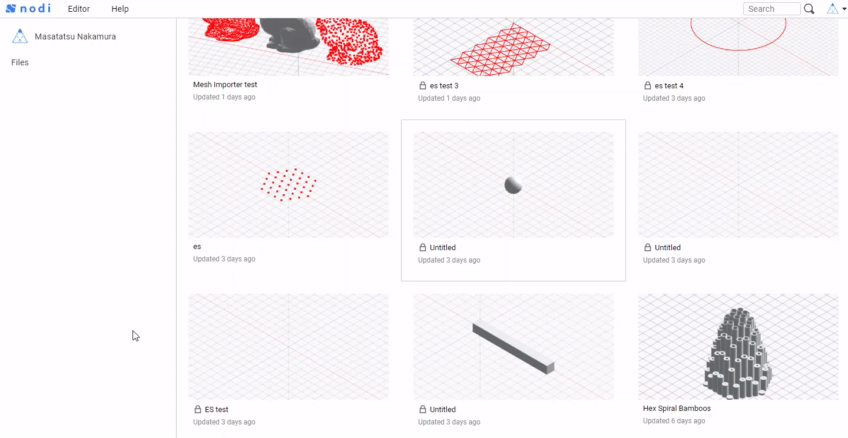 nodi Editor Help Search
Masatatsu Nakamura
Files
Mesh Importer test
Updated 1 days ago
es test 3
Updated 1 days ago
es test 4
Updated 3 days ago
es
Updated 3 days ago
Untitled
Updated 3 days ago
Untitled
Updated 3 days ago
ES test
Updated 3 days ago
Untitled
Updated 3 days ago
Hex Spiral Bamboos
Updated 6 days ago